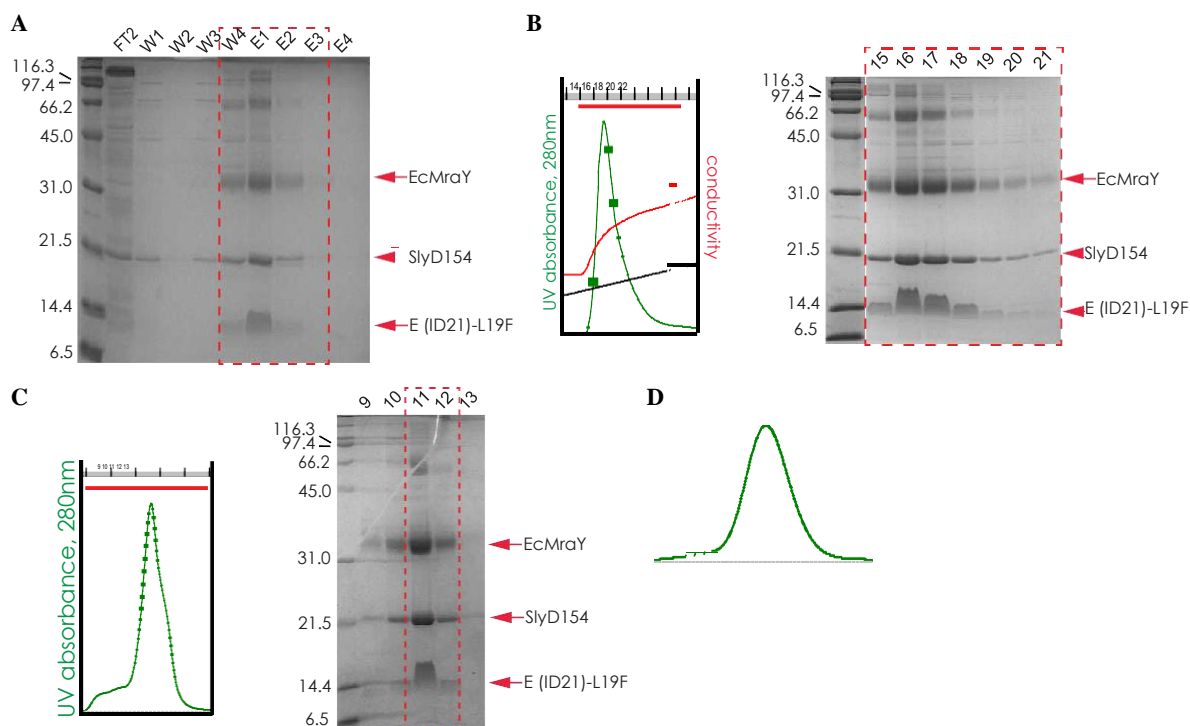 A
FT2 W1 W2 W3 W4 E1 E2 E3 E4
116.3
97.4
66.2
45.0
31.0
21.5
14.4
6.5
EcMraY
SlyD154
E (ID21)-L19F
B
14 16 18 20 22
UV absorbance, 280nm
conductivity
15 16 17 18 19 20 21
116.3
97.4
66.2
45.0
31.0
21.5
14.4
6.5
EcMraY
SlyD154
E (ID21)-L19F
C
9 10 11 12 13
UV absorbance, 280nm
9 10 11 12 13
116.3
97.4
66.2
45.0
31.0
21.5
14.4
6.5
EcMraY
SlyD154
E (ID21)-L19F
D